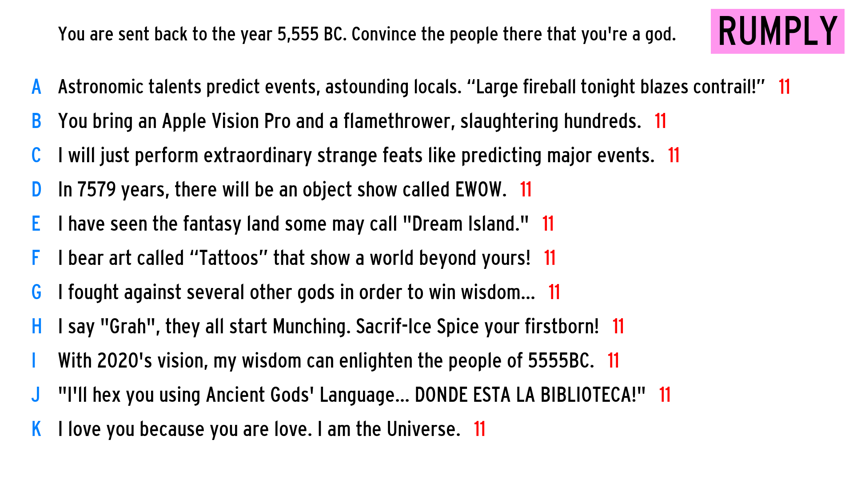 You are sent back to the year 5,555 BC. Convince the people there that you're a god.
RUMPLY
A Astronomic talents predict events, astounding locals. “Large fireball tonight blazes contrail!” 11
B You bring an Apple Vision Pro and a flamethrower, slaughtering hundreds. 11
C I will just perform extraordinary strange feats like predicting major events. 11
D In 7579 years, there will be an object show called EWOW. 11
E I have seen the fantasy land some may call "Dream Island." 11
F I bear art called “Tattoos” that show a world beyond yours! 11
G I fought against several other gods in order to win wisdom... 11
H I say "Grah", they all start Munching. Sacrif-Ice Spice your firstborn! 11
I With 2020's vision, my wisdom can enlighten the people of 5555BC. 11
J "I'll hex you using Ancient Gods' Language... DONDE ESTA LA BIBLIOTECA!" 11
K I love you because you are love. I am the Universe. 11